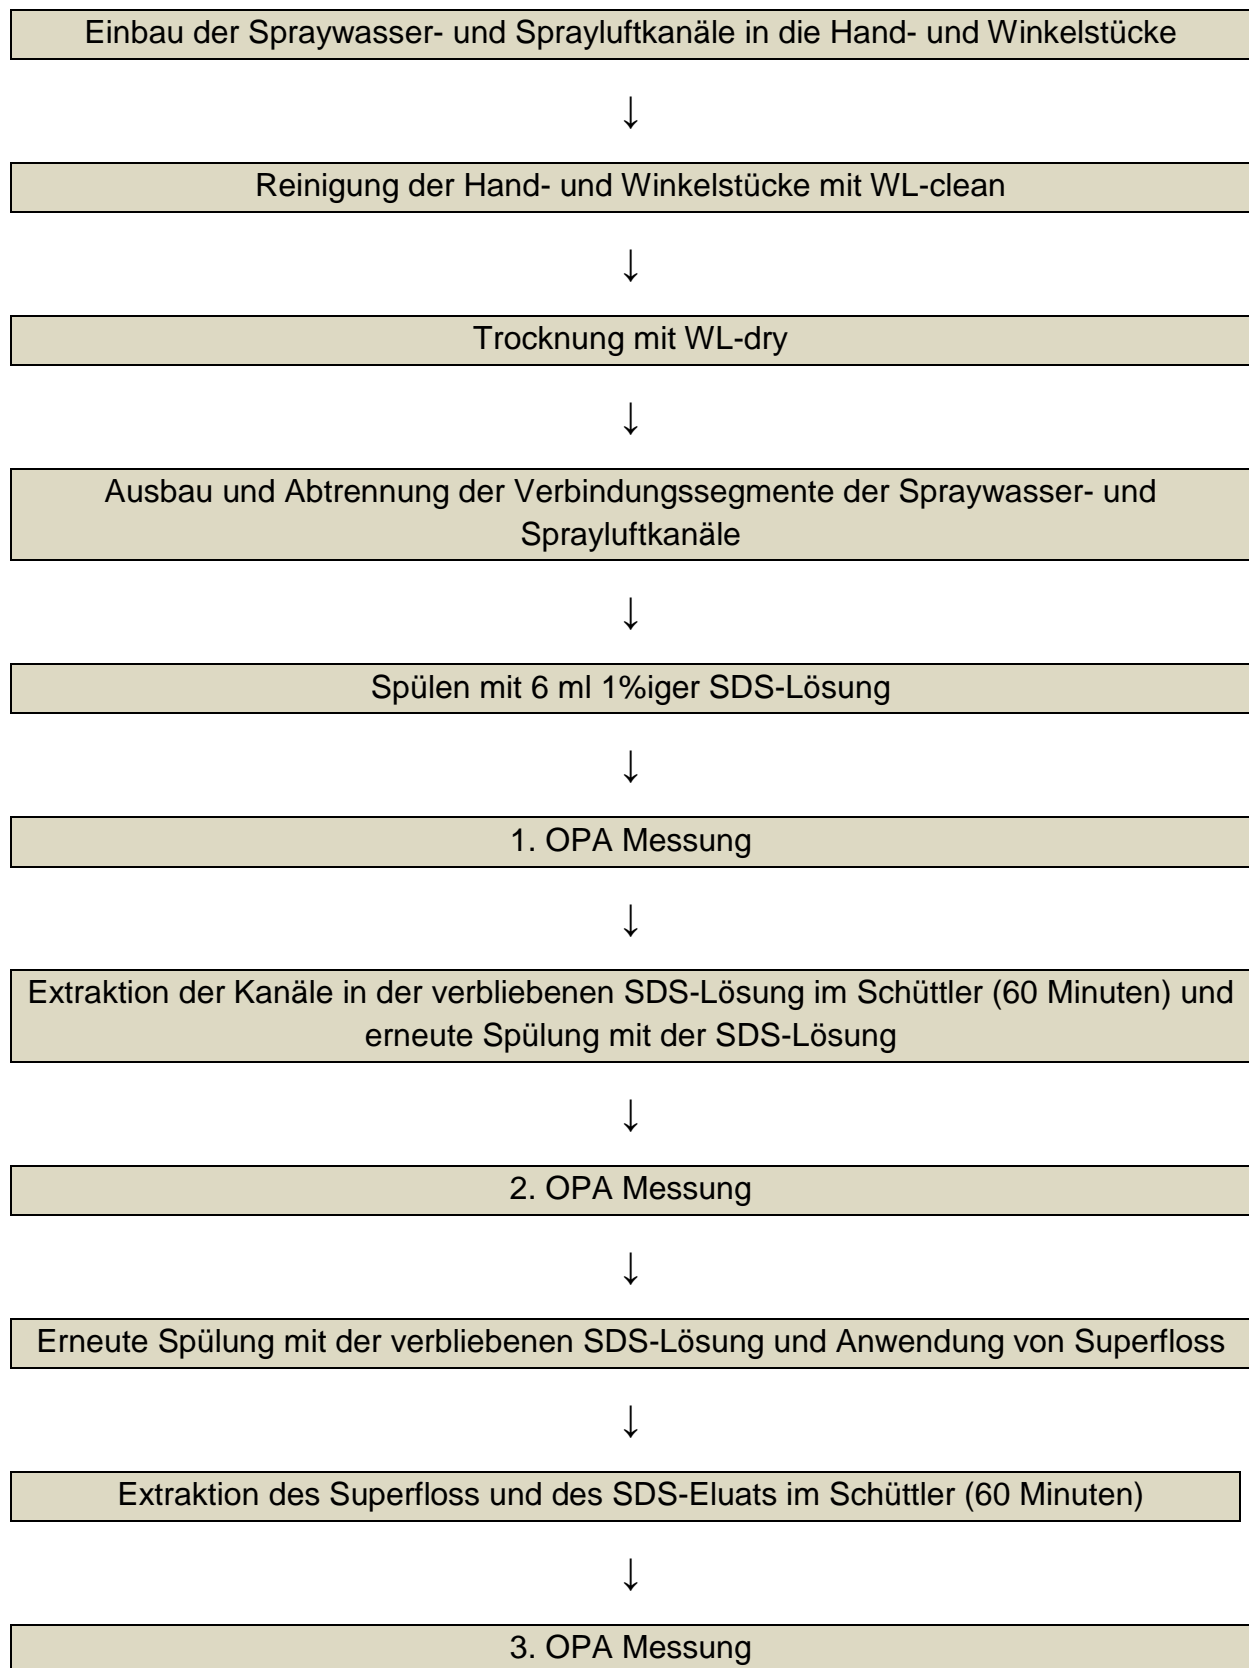 Einbau der Spraywasser- und Sprayluftkanäle in die Hand- und Winkelstücke
↓
Reinigung der Hand- und Winkelstücke mit WL-clean
↓
Trocknung mit WL-dry
↓
Ausbau und Abtrennung der Verbindungssegmente der Spraywasser- und
Sprayluftkanäle
↓
Spülen mit 6 ml 1%iger SDS-Lösung
↓
1. OPA Messung
↓
Extraktion der Kanäle in der verbliebenen SDS-Lösung im Schüttler (60 Minuten) und
erneute Spülung mit der SDS-Lösung
↓
2. OPA Messung
↓
Erneute Spülung mit der verbliebenen SDS-Lösung und Anwendung von Superfloss
↓
Extraktion des Superfloss und des SDS-Eluats im Schüttler (60 Minuten)
↓
3. OPA Messung